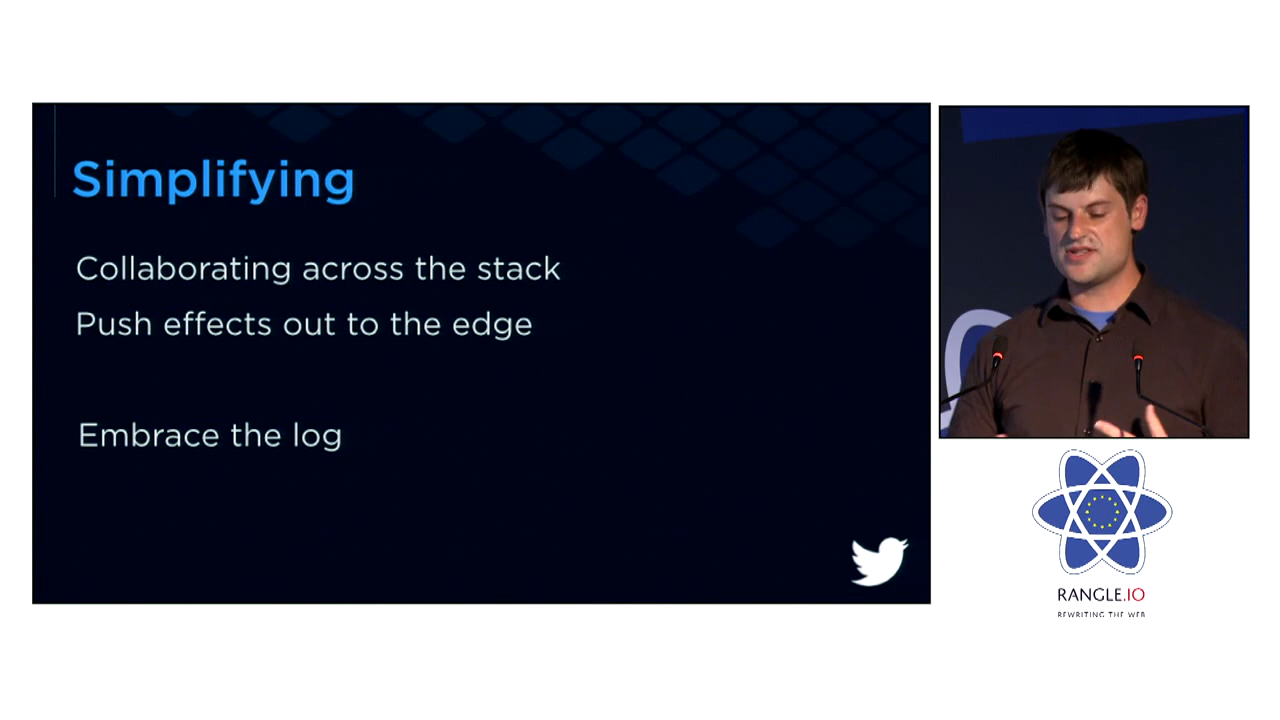 Simplifying
Collaborating across the stack
Push effects out to the edge
Embrace the log
RANGLE.IO
REWRITING THE WEB